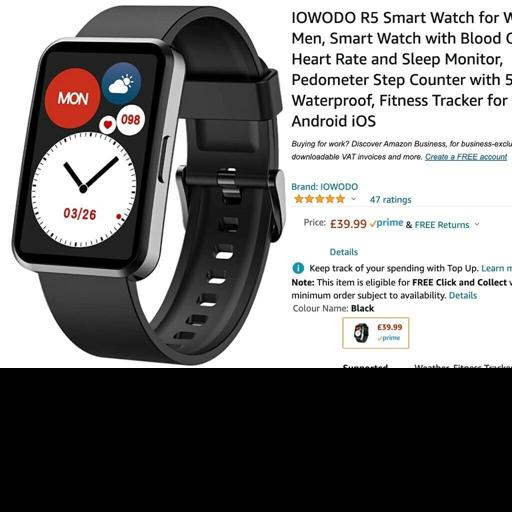 IOWODO R5 Smart Watch for
Men, Smart Watch with Blood
Heart Rate and Sleep Monitor,
Pedometer Step Counter with 5
Waterproof, Fitness Tracker for
Android iOS
Buying for work? Discover Amazon Business, for business-exclu
downloadable VAT invoices and more. Create a FREE account
Brand: IOWODO
47 ratings
Price: £39.99 prime & FREE Returns
Details
Keep track of your spending with Top Up. Learn m
Note: This item is eligible for FREE Click and Collect
minimum order subject to availability. Details
Colour Name: Black
£39.99
prime
MON
098
03/26